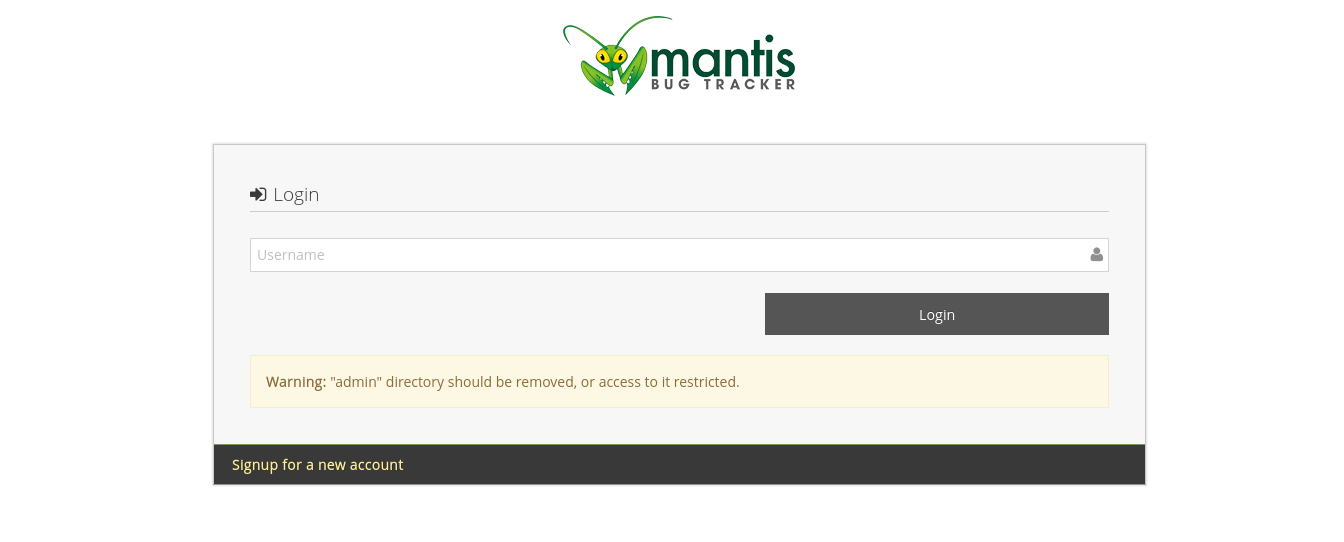 mantis
BUG TRACKER
Login
Username
Login
Warning: "admin" directory should be removed, or access to it restricted.
Signup for a new account